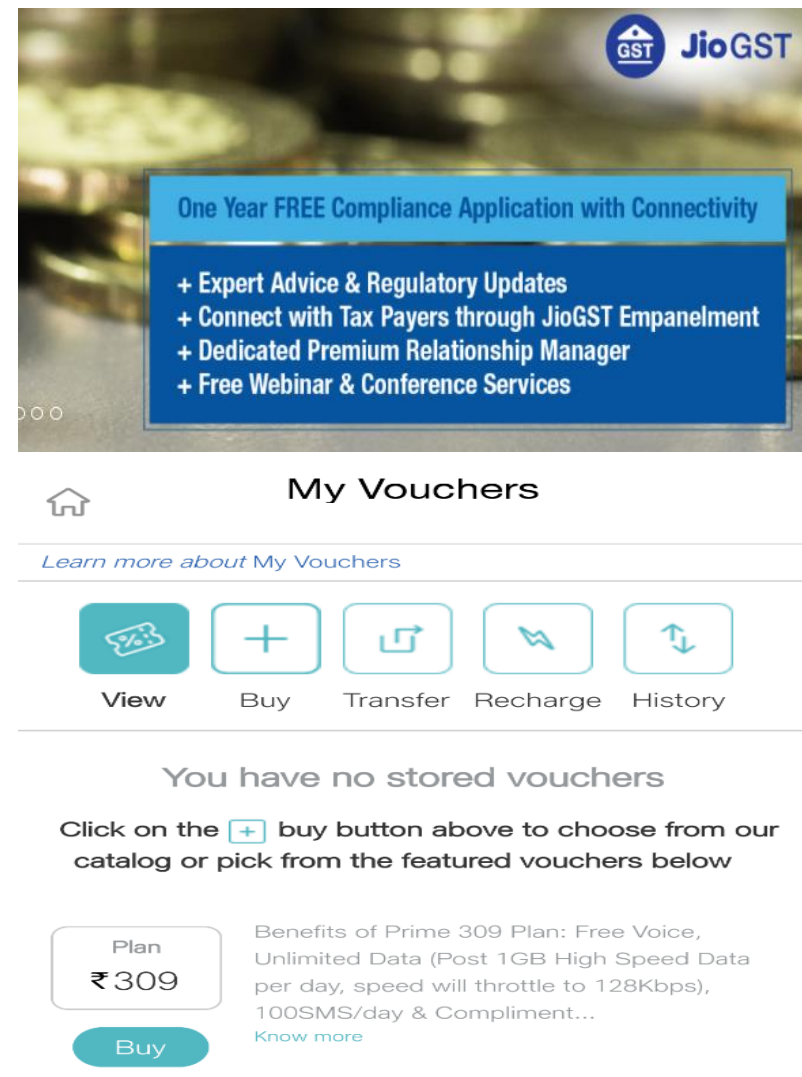 GST JioGST
One Year FREE Compliance Application with Connectivity
+ Expert Advice & Regulatory Updates
+ Connect with Tax Payers through JioGST Empanelment
+ Dedicated Premium Relationship Manager
+ Free Webinar & Conference Services
My Vouchers
Learn more about My Vouchers
View Buy Transfer Recharge History
You have no stored vouchers
Click on the + buy button above to choose from our
catalog or pick from the featured vouchers below
Plan
₹309
Buy
Benefits of Prime 309 Plan: Free Voice,
Unlimited Data (Post 1GB High Speed Data
per day, speed will throttle to 128Kbps),
100SMS/day & Compliment...
Know more